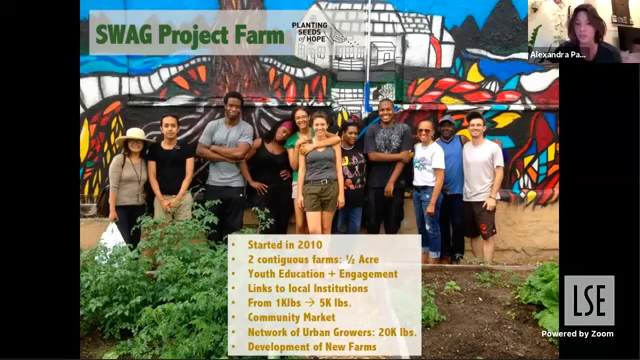 SWAG Project Farm
PLANTING
SEEDS
of HOPE
Alexandra Pa...
• Started in 2010
• 2 contiguous farms: ½ Acre
• Youth Education + Engagement
• Links to local Institutions
• From 1Klbs → 5K lbs.
• Community Market
• Network of Urban Growers: 20K lbs.
• Development of New Farms
LSE
Powered by Zoom